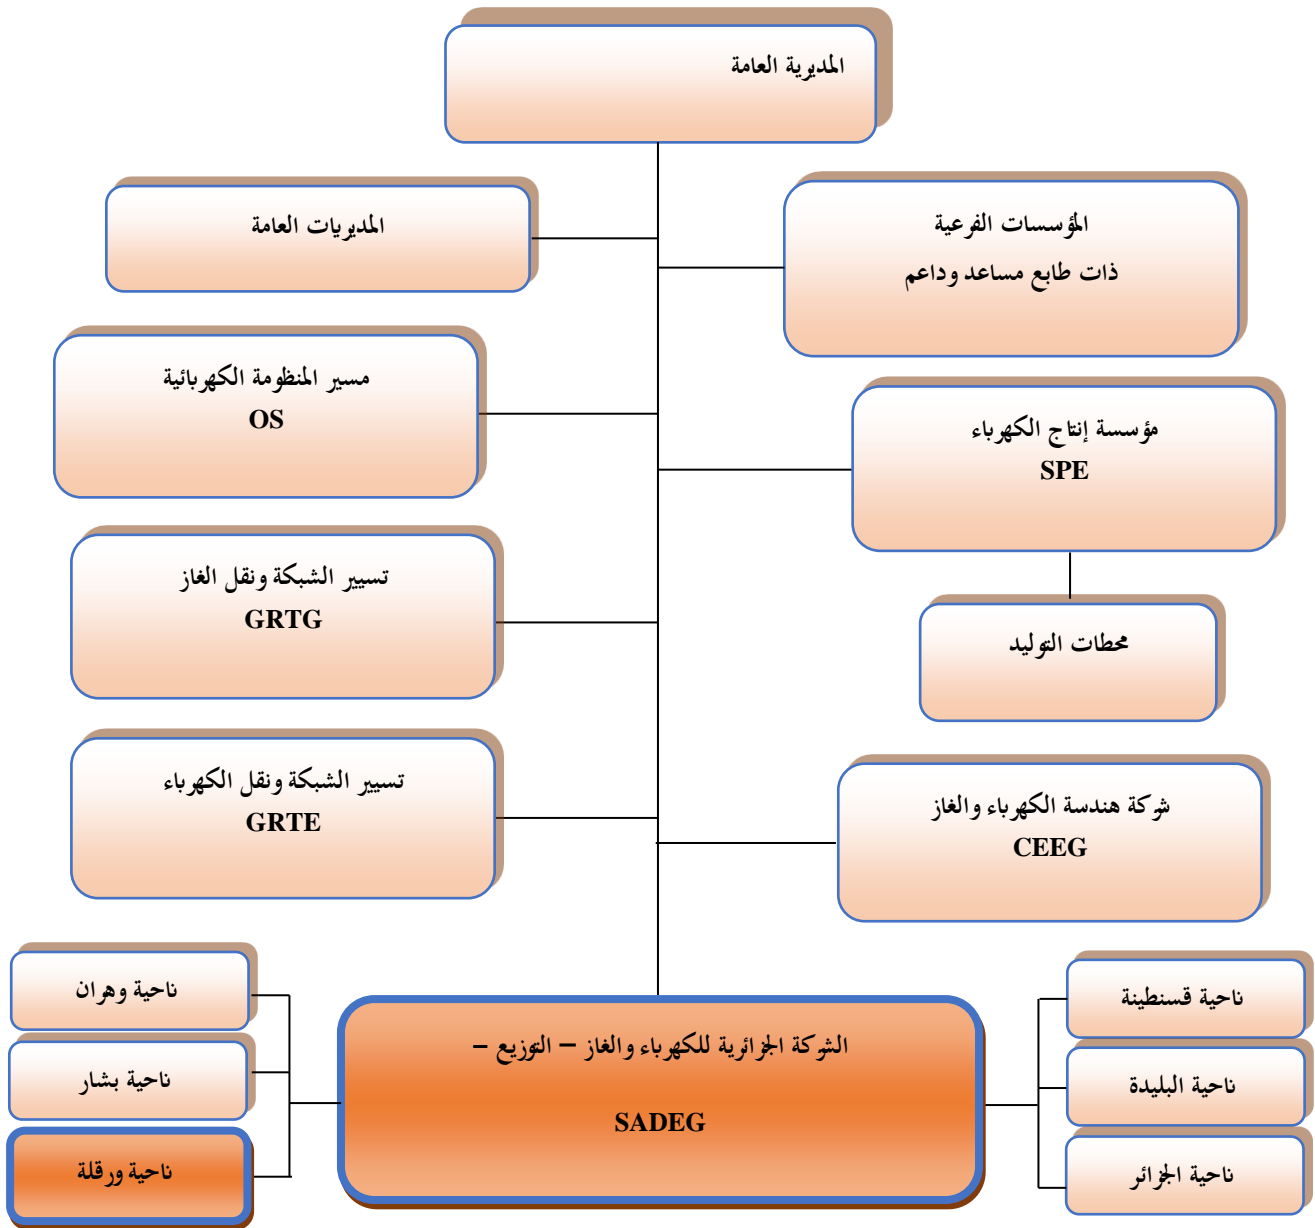 المديرية العامة
المؤسسات الفرعية
ذات طابع مساعد وداعم
المديريات العامة
مسير المنظومة الكهربائية
OS
مؤسسة إنتاج الكهرباء
SPE
تسيير الشبكة ونقل الغاز
GRTG
محطات التوليد
تسيير الشبكة ونقل الكهرباء
GRTE
شركة هندسة الكهرباء والغاز
CEEG
ناحية قسنطينة
ناحية البليدة
ناحية الجزائر
الشركة الجزائرية للكهرباء والغاز – التوزيع –
SADEG
ناحية وهران
ناحية بشار
ناحية ورقلة